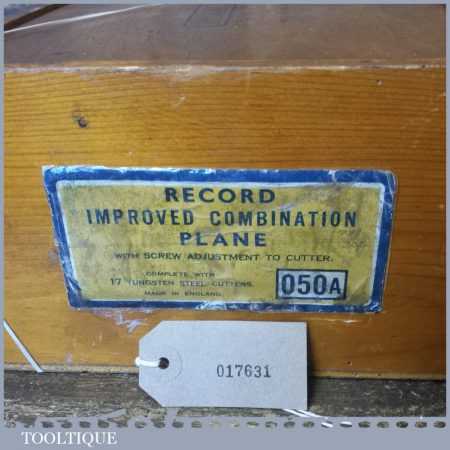 RECORD
IMPROVED COMBINATION
PLANE
WITH SCREW ADJUSTMENT TO CUTTER.
COMPLETE WITH
17 TUNGSTEN STEEL CUTTERS.
MADE IN ENGLAND.
050A
017631
TOOLTIQUE